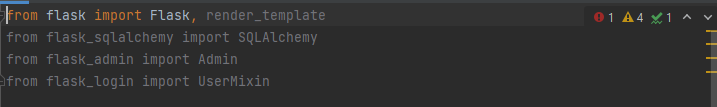 from flask import Flask, render_template
1 4 1
from flask_sqlalchemy import SQLAlchemy
from flask_admin import Admin
from flask_login import UserMixin